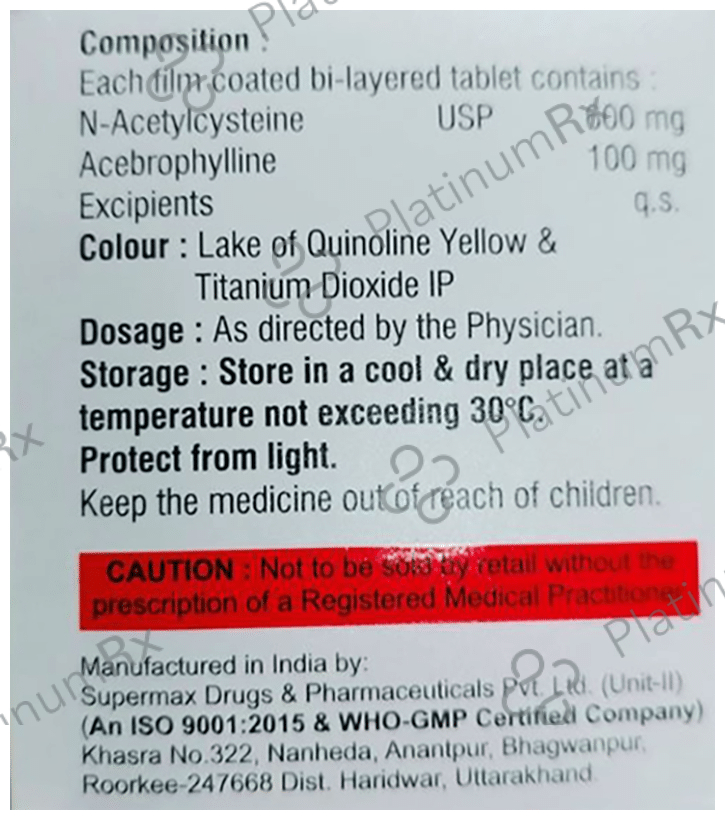 Composition :
Each film coated bi-layered tablet contains :
N-Acetylcysteine USP 600 mg
Acebrophylline 100 mg
Excipients q.s.
Colour : Lake of Quinoline Yellow &
Titanium Dioxide IP
Dosage : As directed by the Physician.
Storage : Store in a cool & dry place at a
temperature not exceeding 30°C.
Protect from light.
Keep the medicine out of reach of children.
CAUTION : Not to be sold by retail without the
prescription of a Registered Medical Practitioner
Manufactured in India by:
Supermax Drugs & Pharmaceuticals Pvt. Ltd. (Unit-II)
(An ISO 9001:2015 & WHO-GMP Certified Company)
Khasra No.322, Nanheda, Anantpur, Bhagwanpur,
Roorkee-247668 Dist. Haridwar, Uttarakhand
PlatinumRx
PlatinumRx